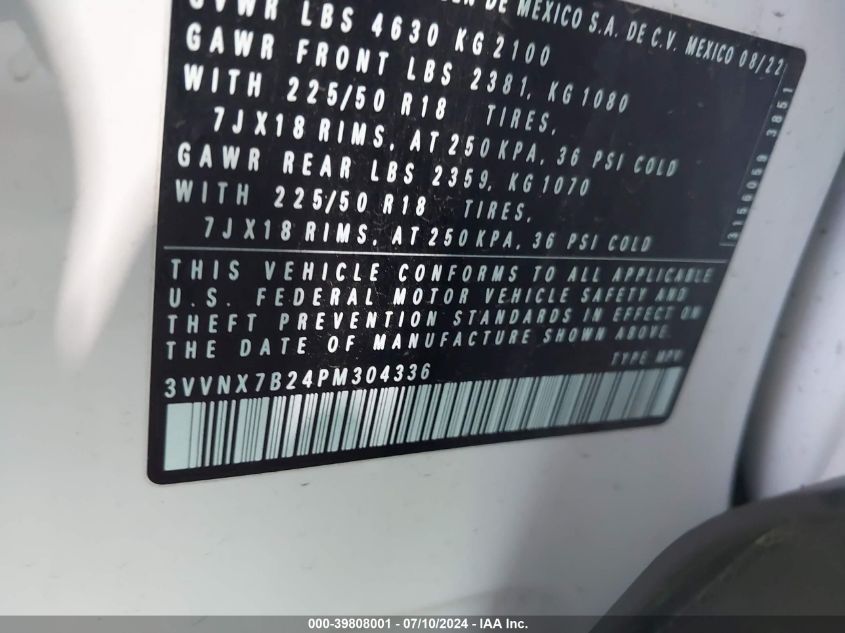 DE MEXICO S.A. DE C.V. MEXICO 08/22
GVWR LBS 4630 KG 2100
GAWR FRONT LBS 2381, KG 1080
WITH 225/50 R18 TIRES,
7JX18 RIMS, AT 250 KPA, 36 PSI COLD
GAWR REAR LBS 2359, KG 1070
WITH 225/50 R18 TIRES,
7JX18 RIMS, AT 250 KPA, 36 PSI COLD
3156059 3851
THIS VEHICLE CONFORMS TO ALL APPLICABLE
U.S. FEDERAL MOTOR VEHICLE SAFETY AND
THEFT PREVENTION STANDARDS IN EFFECT ON
THE DATE OF MANUFACTURE SHOWN ABOVE.
3VVNX7B24PM304336 TYPE MPV
000-39808001 - 07/10/2024 - IAA Inc.